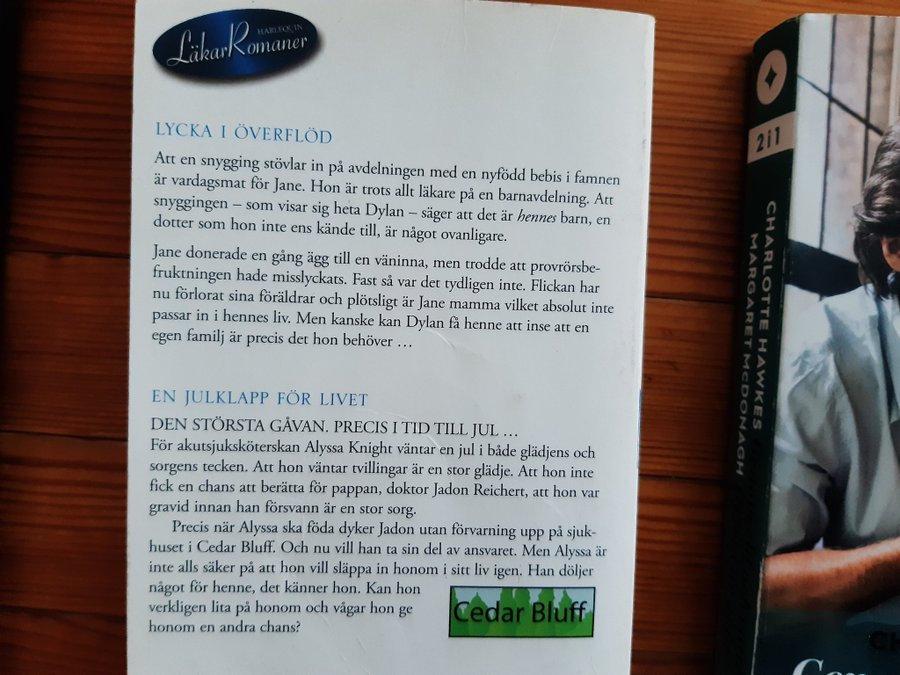 HARLEQUIN
LäkarRomaner
LYCKA I ÖVERFLÖD
Att en snygging stövlar in på avdelningen med en nyfödd bebis i famnen
är vardagsmat för Jane. Hon är trots allt läkare på en barnavdelning. Att
snyggingen – som visar sig heta Dylan – säger att det är hennes barn, en
dotter som hon inte ens kände till, är något ovanligare.
Jane donerade en gång ägg till en väninna, men trodde att provrörsbe-
fruktningen hade misslyckats. Fast så var det tydligen inte. Flickan har
nu förlorat sina föräldrar och plötsligt är Jane mamma vilket absolut inte
passar in i hennes liv. Men kanske kan Dylan få henne att inse att en
egen familj är precis det hon behöver ...
EN JULKLAPP FÖR LIVET
DEN STÖRSTA GÅVAN. PRECIS I TID TILL JUL ...
För akutsjuksköterskan Alyssa Knight väntar en jul i både glädjens och
sorgens tecken. Att hon väntar tvillingar är en stor glädje. Att hon inte
fick en chans att berätta för pappan, doktor Jadon Reichert, att hon var
gravid innan han försvann är en stor sorg.
Precis när Alyssa ska föda dyker Jadon utan förvarning upp på sjuk-
huset i Cedar Bluff. Och nu vill han ta sin del av ansvaret. Men Alyssa är
inte alls säker på att hon vill släppa in honom i sitt liv igen. Han döljer
något för henne, det känner hon. Kan hon
verkligen lita på honom och vågar hon ge
honom en andra chans?
Cedar Bluff
2 i 1
CHARLOTTE HAWKES
MARGARET McDONAGH